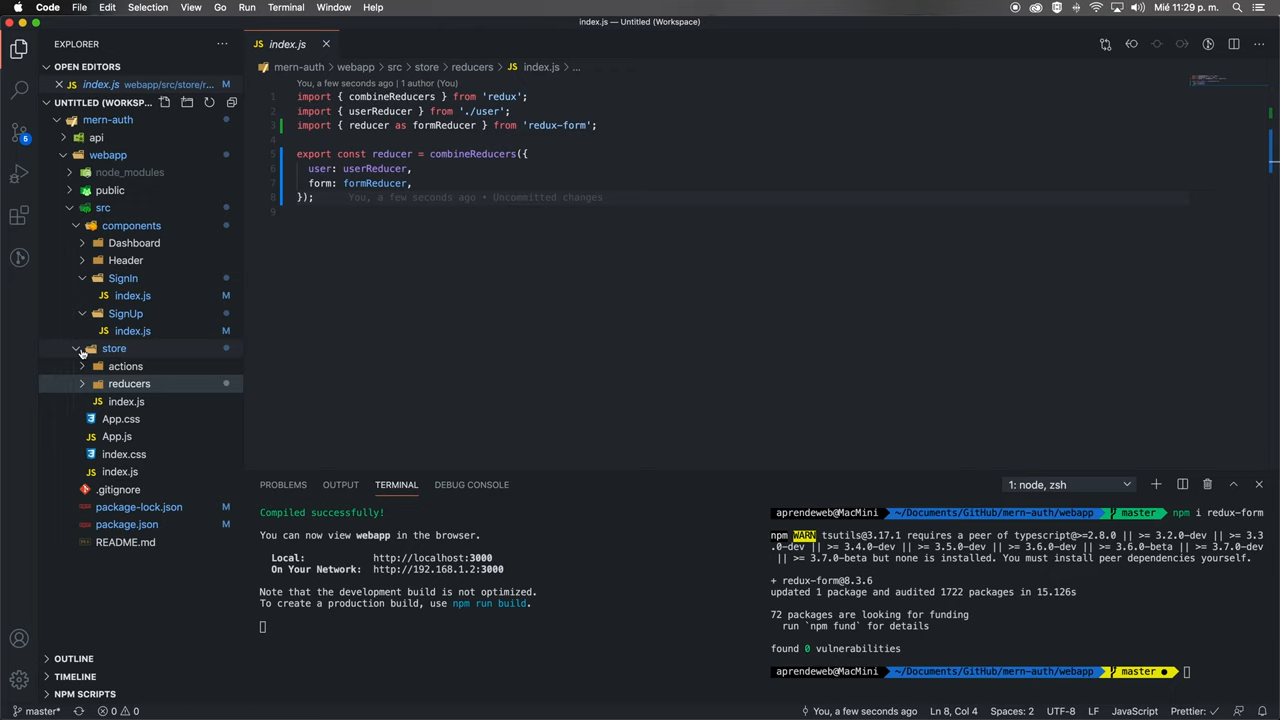 Code File Edit Selection View Go Run Terminal Window Help
Mié 11:29 p. m.
index.js — Untitled (Workspace)
EXPLORER
index.js
OPEN EDITORS
index.js webapp/src/store/r... M
UNTITLED (WORKSP...
mern-auth
api
webapp
node_modules
public
src
components
Dashboard
Header
SignIn
index.js M
SignUp
index.js M
store
actions
reducers
index.js
App.css
App.js
index.css
index.js
.gitignore
package-lock.json M
package.json M
README.md
OUTLINE
TIMELINE
NPM SCRIPTS
5
mern-auth › webapp › src › store › reducers › JS index.js › ...
You, a few seconds ago | 1 author (You)
1 import { combineReducers } from 'redux';
2 import { userReducer } from './user';
3 import { reducer as formReducer } from 'redux-form';
4
5 export const reducer = combineReducers({
6 user: userReducer,
7 form: formReducer,
8 }); You, a few seconds ago • Uncommitted changes
9
PROBLEMS OUTPUT TERMINAL DEBUG CONSOLE
1: node, zsh
Compiled successfully!
You can now view webapp in the browser.
Local: http://localhost:3000
On Your Network: http://192.168.1.2:3000
Note that the development build is not optimized.
To create a production build, use npm run build.
aprendeweb@MacMini ~/Documents/GitHub/mern-auth/webapp master npm i redux-form
npm WARN tsutils@3.17.1 requires a peer of typescript@>=2.8.0 || >= 3.2.0-dev || >= 3.3
.0-dev || >= 3.4.0-dev || >= 3.5.0-dev || >= 3.6.0-dev || >= 3.6.0-beta || >= 3.7.0-dev
|| >= 3.7.0-beta but none is installed. You must install peer dependencies yourself.
+ redux-form@8.3.6
updated 1 package and audited 1722 packages in 15.126s
72 packages are looking for funding
run `npm fund` for details
found 0 vulnerabilities
aprendeweb@MacMini ~/Documents/GitHub/mern-auth/webapp master ●
master* 0 0
You, a few seconds ago Ln 8, Col 4 Spaces: 2 UTF-8 LF JavaScript Prettier: ✓